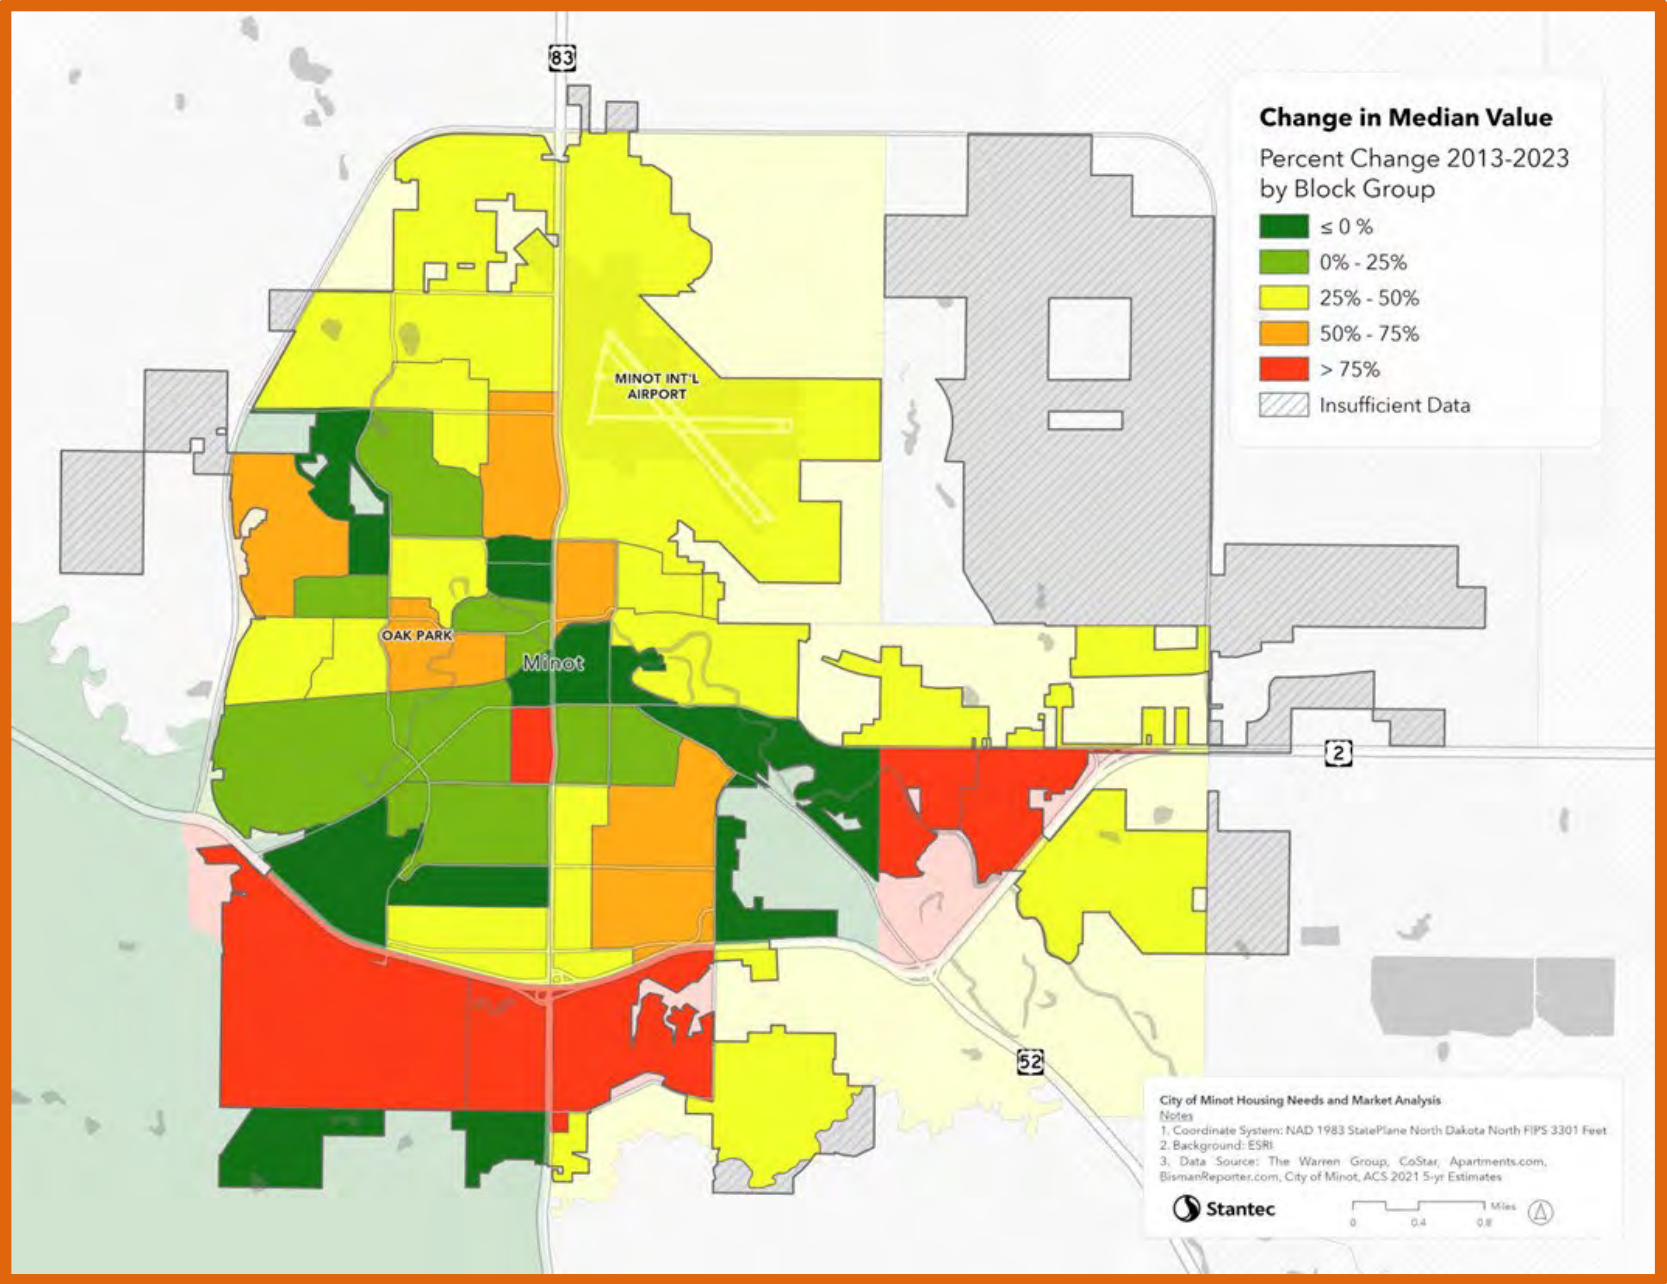 83
Change in Median Value
Percent Change 2013-2023
by Block Group
≤ 0 %
0% - 25%
25% - 50%
50% - 75%
> 75%
Insufficient Data
MINOT INT'L
AIRPORT
OAK PARK
Minot
2
52
City of Minot Housing Needs and Market Analysis
Notes
1. Coordinate System: NAD 1983 StatePlane North Dakota North FIPS 3301 Feet
2. Background: ESRI
3. Data Source: The Warren Group, CoStar, Apartments.com,
BismanReporter.com, City of Minot, ACS 2021 5-yr Estimates
Stantec
Miles
0 0.4 0.8